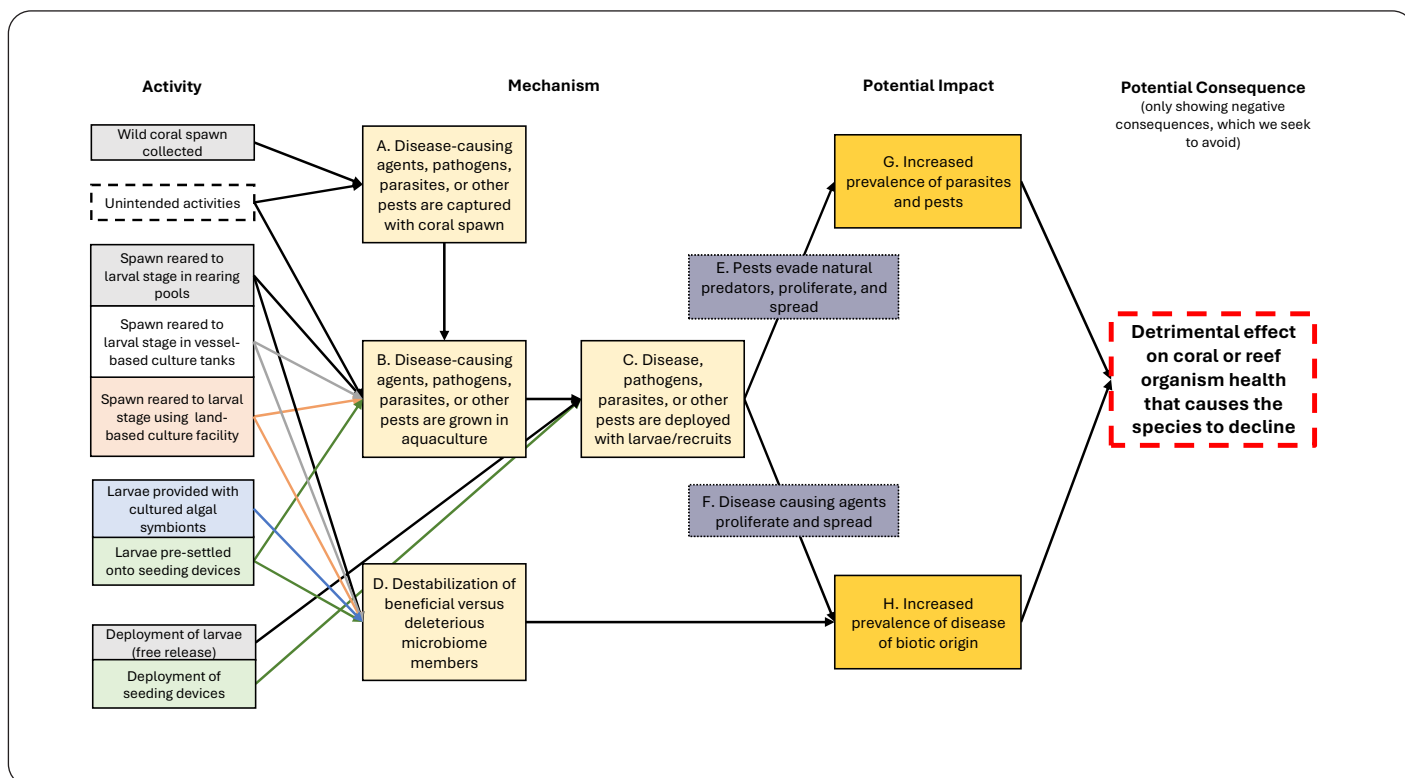 Activity
Mechanism
Potential Impact
Potential Consequence
(only showing negative
consequences, which we seek
to avoid)
Wild coral spawn
collected
Unintended activities
Spawn reared to
larval stage in rearing
pools
Spawn reared to
larval stage in vessel-
based culture tanks
Spawn reared to larval
stage using land-
based culture facility
Larvae provided with
cultured algal
symbionts
Larvae pre-settled
onto seeding devices
Deployment of larvae
(free release)
Deployment of
seeding devices
A. Disease-causing
agents, pathogens,
parasites, or other
pests are captured
with coral spawn
B. Disease-causing
agents, pathogens,
parasites, or other
pests are grown in
aquaculture
C. Disease,
pathogens,
parasites, or other
pests are deployed
with larvae/recruits
D. Destabilization of
beneficial versus
deleterious
microbiome
members
E. Pests evade natural
predators, proliferate, and
spread
F. Disease causing agents
proliferate and spread
G. Increased
prevalence of parasites
and pests
H. Increased
prevalence of disease
of biotic origin
Detrimental effect
on coral or reef
organism health
that causes the
species to decline